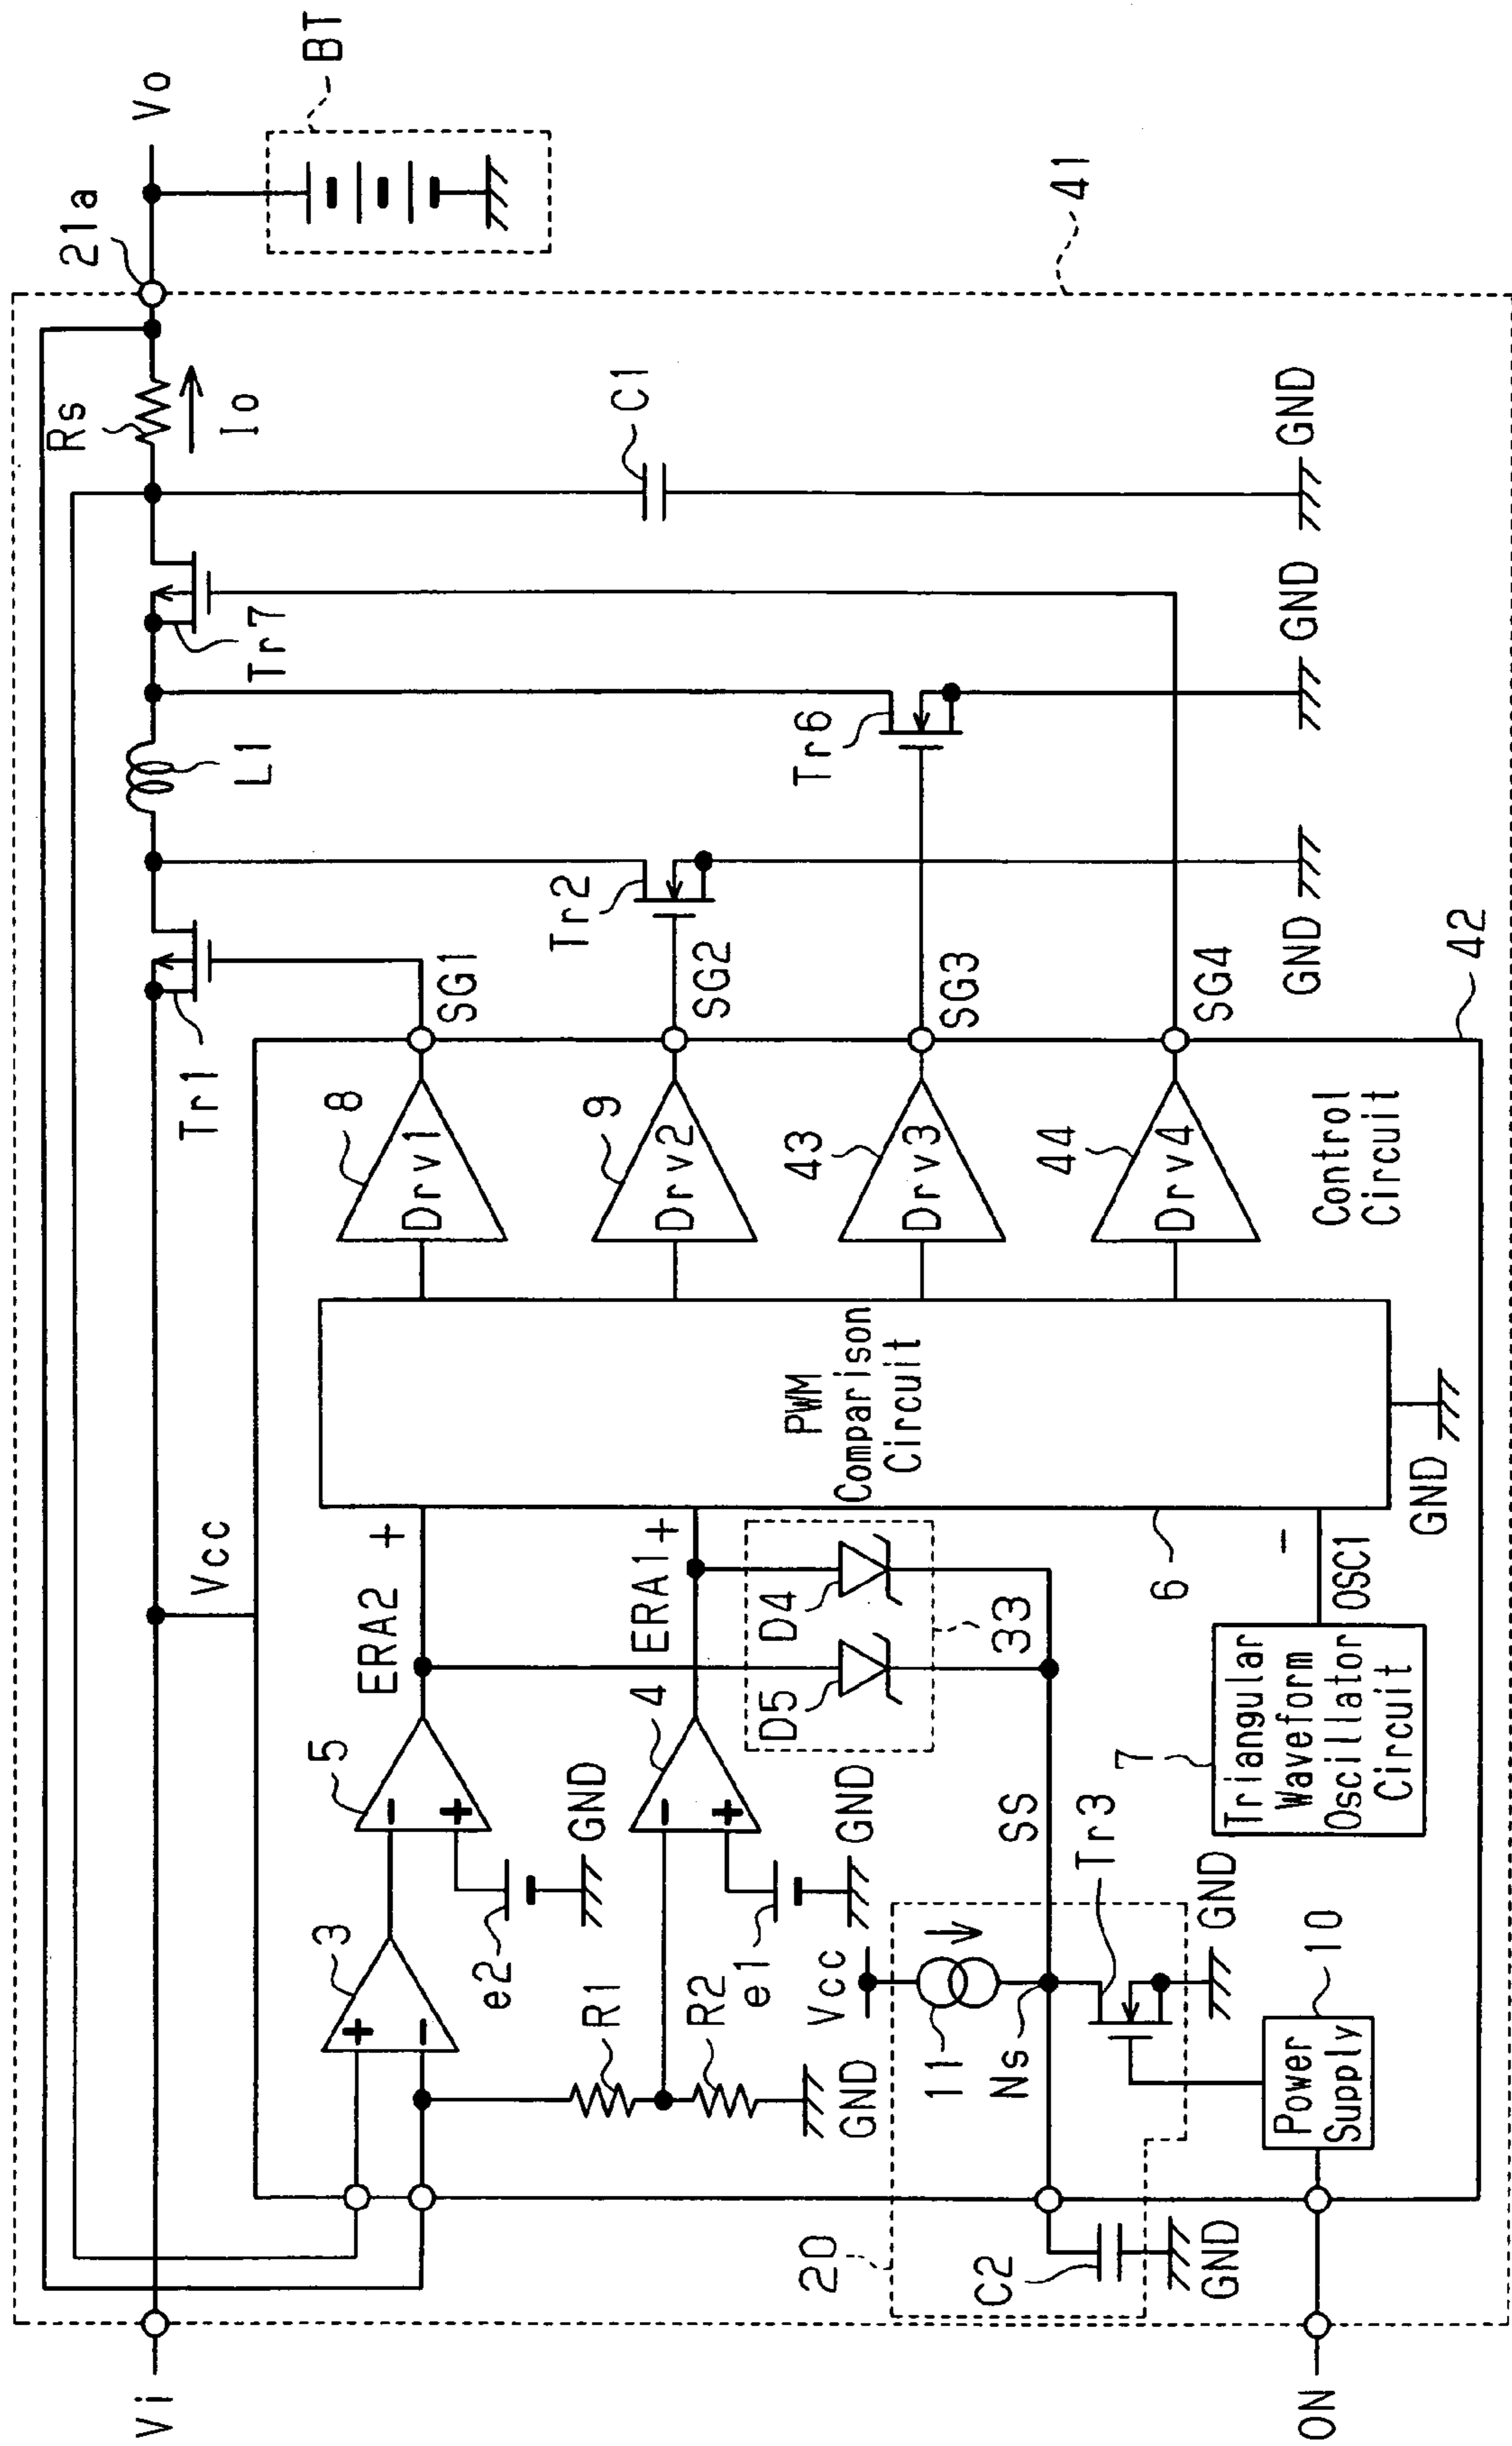 Vi
Vcc
Tr1
L1
Tr7
Rs
Io
21a
Vo
BT
3
5
ERA2
+
8
Drv1
SG1
Tr2
C1
e2
GND
R1
4
ERA1
+
9
Drv2
SG2
Tr6
R2
e1
GND
GND
D5
D4
33
PWM
Comparison
Circuit
43
Drv3
SG3
41
20
Vcc
11
Ns
SS
Tr3
44
Drv4
SG4
C2
GND
GND
7
Triangular
Waveform
Oscillator
Circuit
OSC1
-
6
GND
Control
Circuit
42
GND
GND
GND
ON
Power
Supply
10
+
-
-
+
-
+